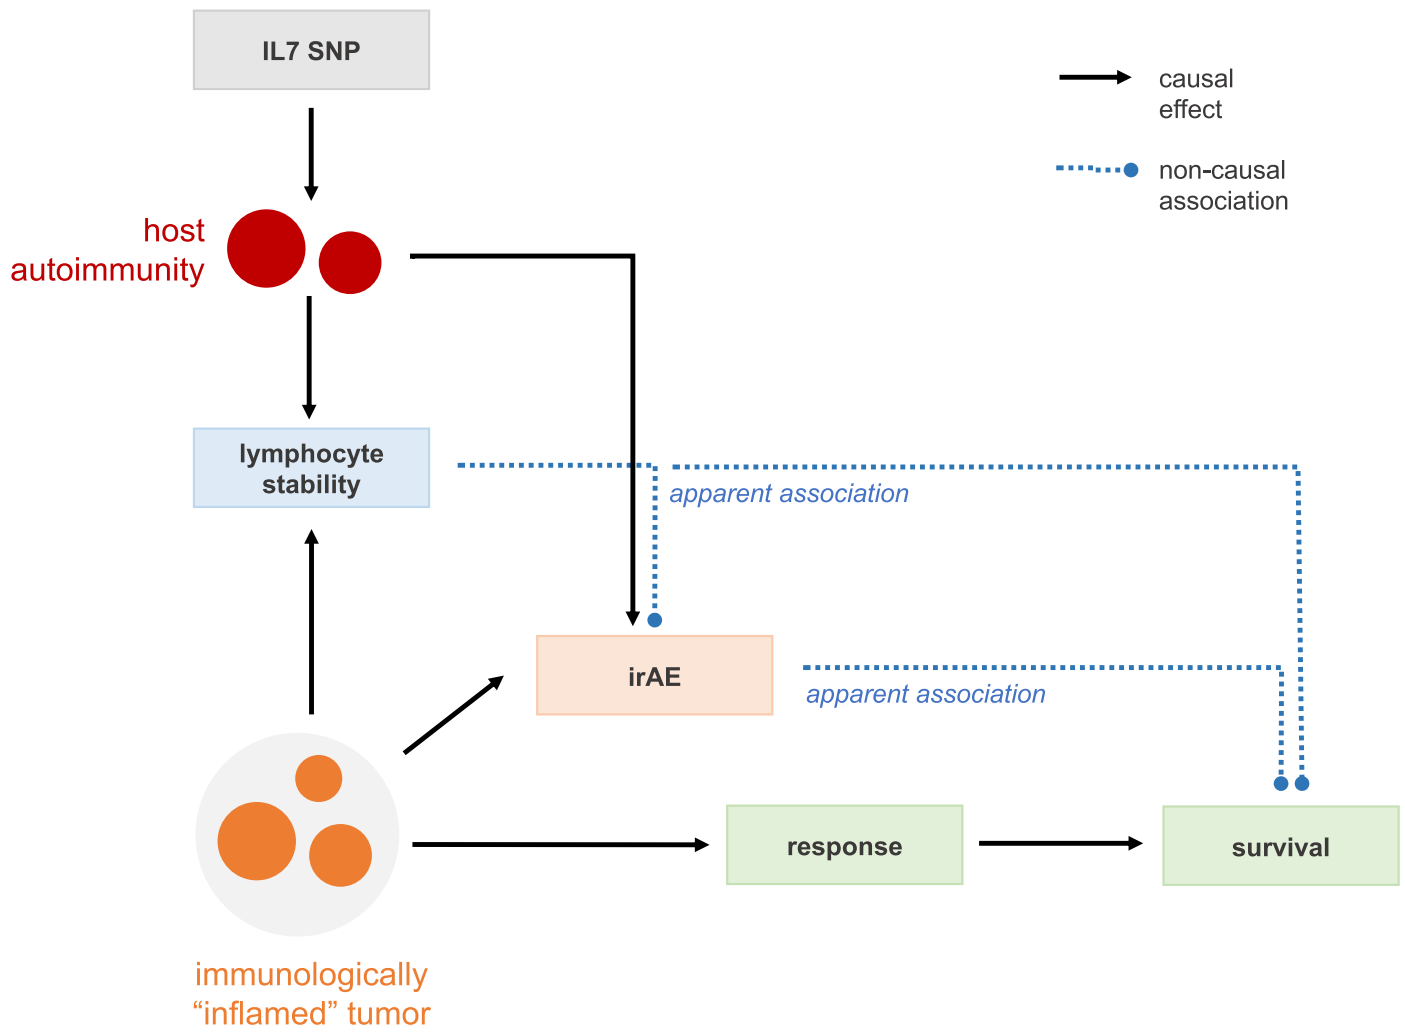 IL7 SNP
causal
effect
non-causal
association
host
autoimmunity
lymphocyte
stability
apparent association
irAE
apparent association
response
survival
immunologically
“inflamed” tumor